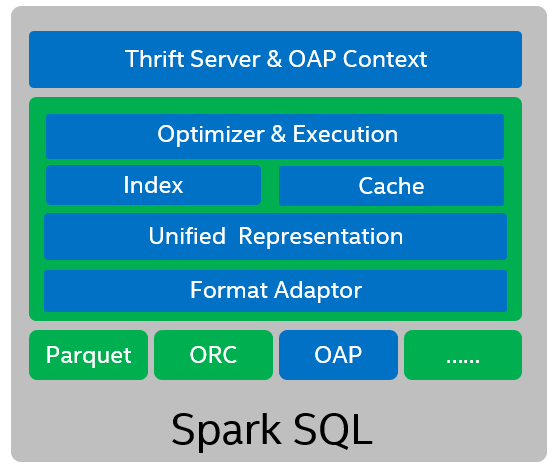 Thrift Server & OAP Context
Optimizer & Execution
Index Cache
Unified Representation
Format Adaptor
Parquet ORC OAP ......
Spark SQL